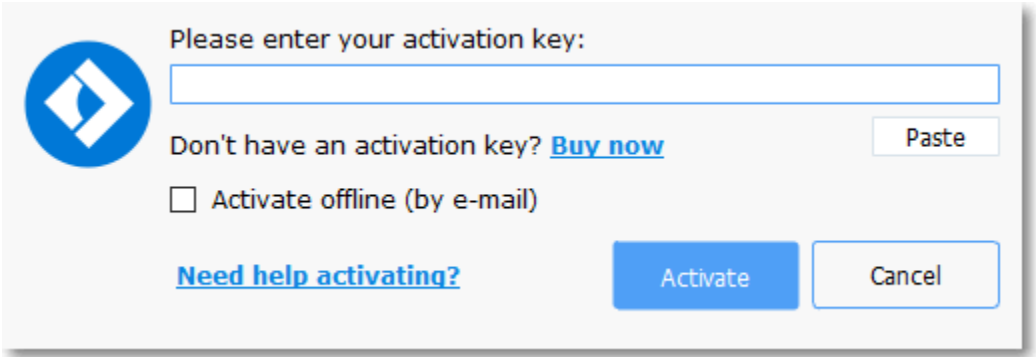 Please enter your activation key:
Don't have an activation key? Buy now
Paste
Activate offline (by e-mail)
Need help activating?
Activate
Cancel